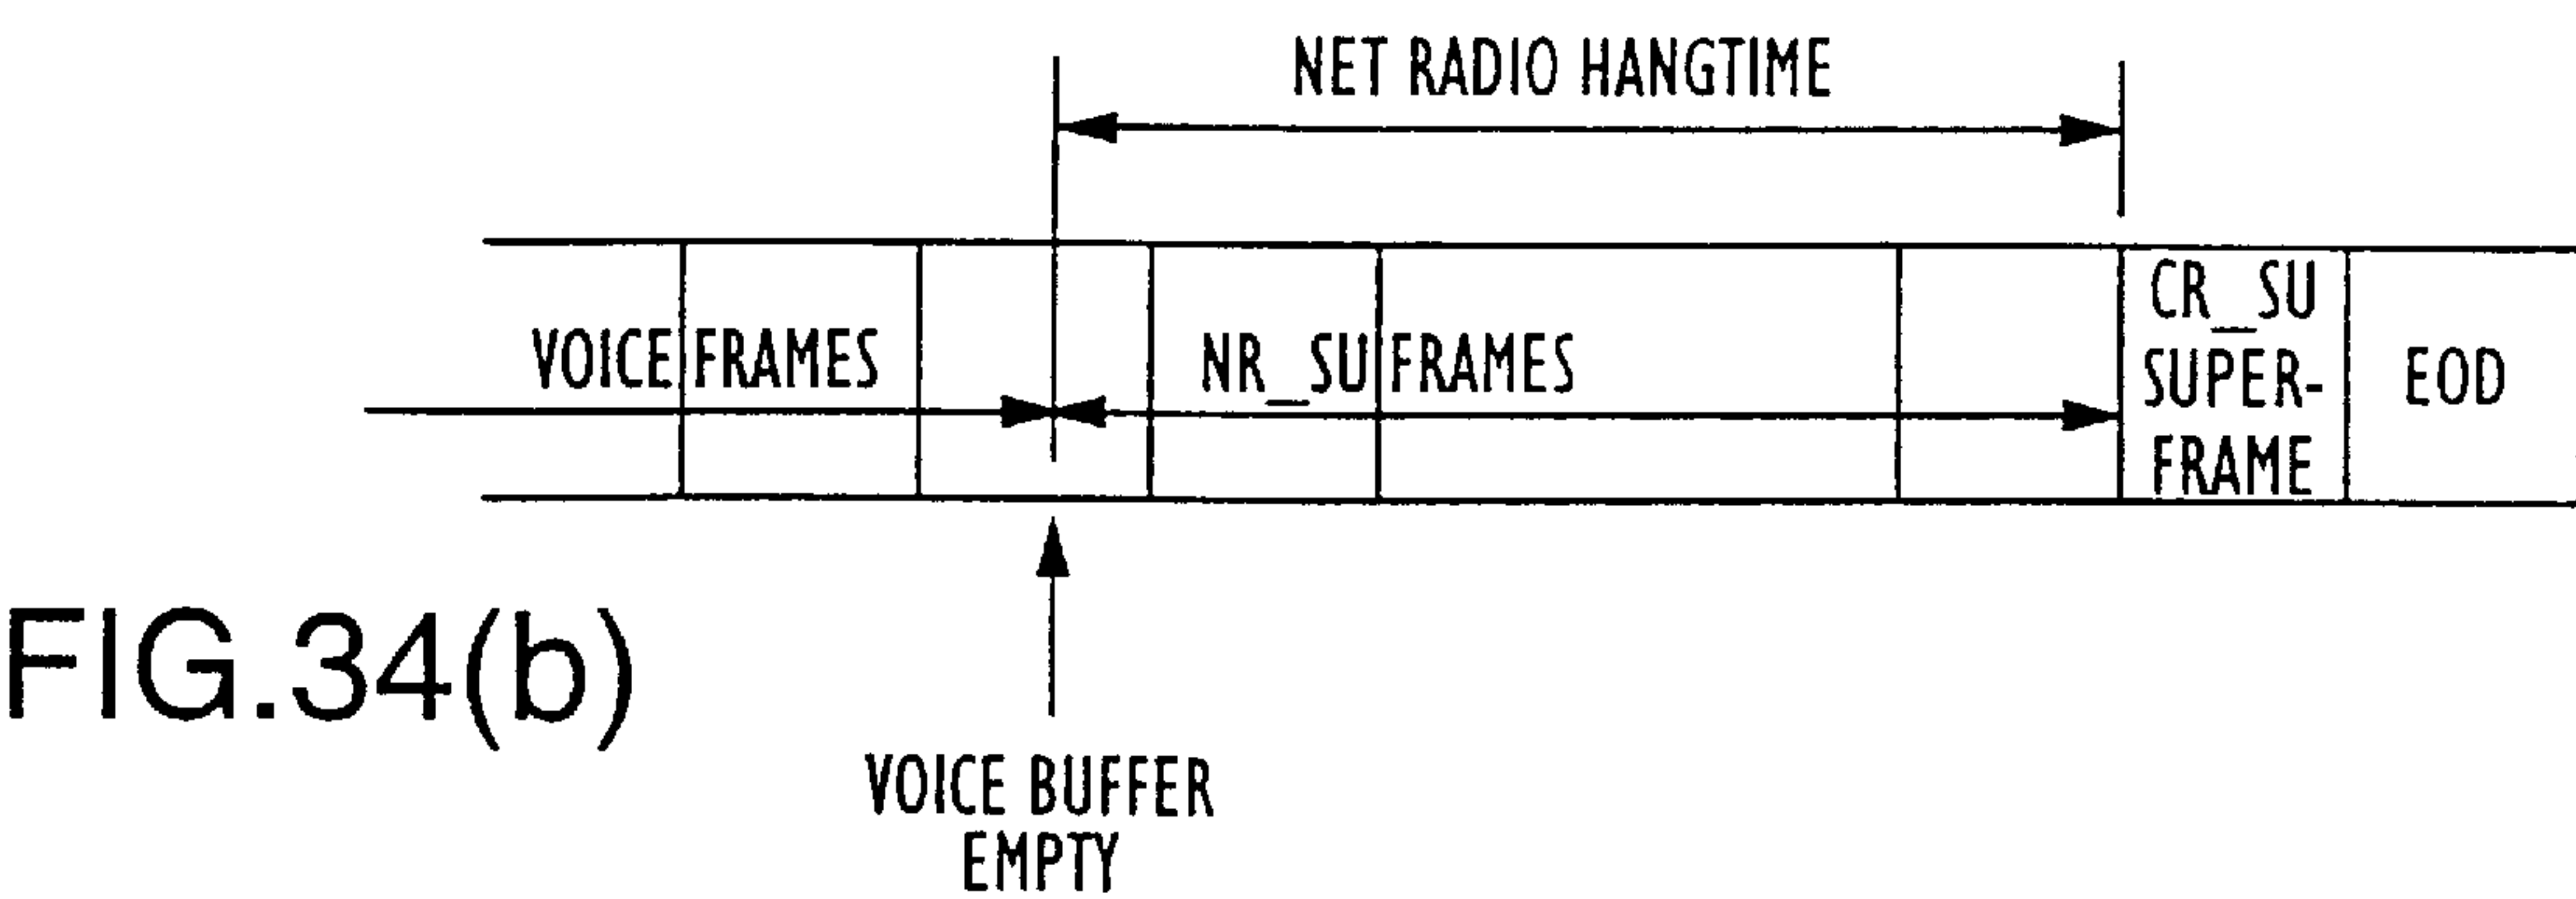 NET RADIO HANGTIME
VOICE FRAMES
NR_SU FRAMES
CR_SU
SUPER-
FRAME
EOD
FIG.34(b)
VOICE BUFFER
EMPTY